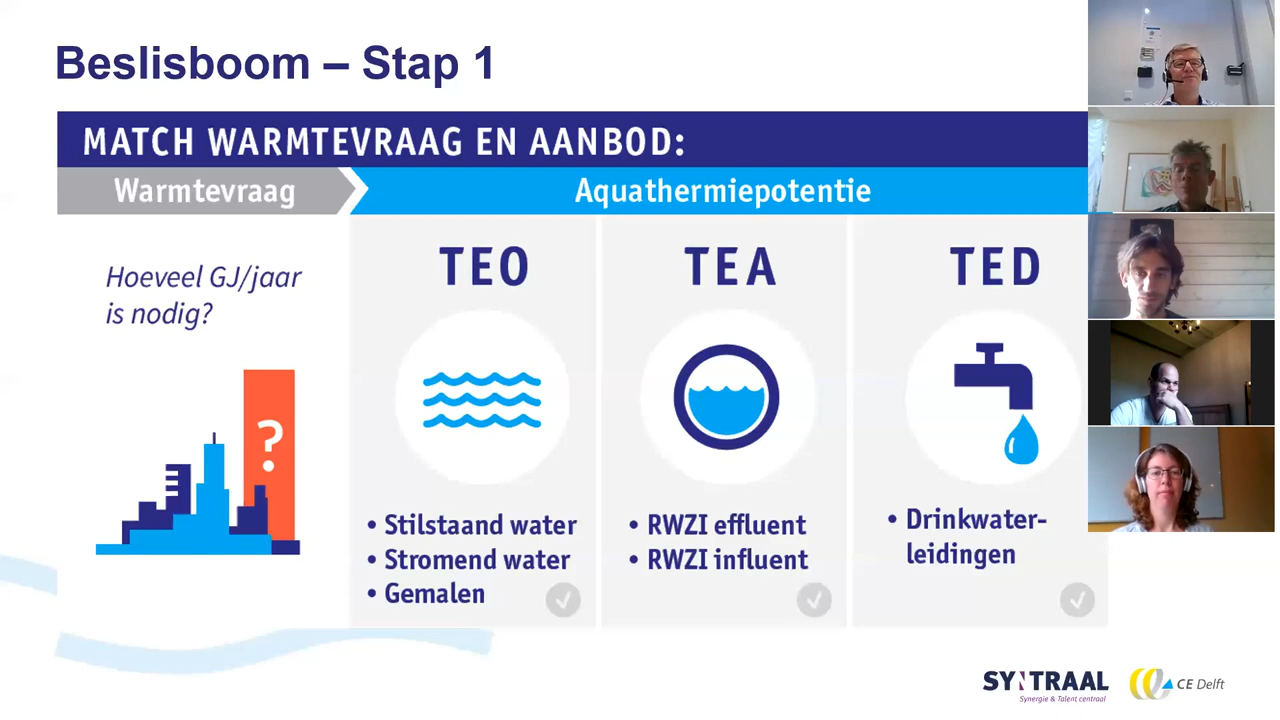 Beslisboom – Stap 1
MATCH WARMTEVRAAG EN AANBOD:
Warmtevraag
Aquathermiepotentie
Hoeveel GJ/jaar
is nodig?
?
TEO
• Stilstaand water
• Stromend water
• Gemalen
TEA
• RWZI effluent
• RWZI influent
TED
• Drinkwater-
leidingen
SYNTRAAL
Synergie & Talent centraal
CE Delft